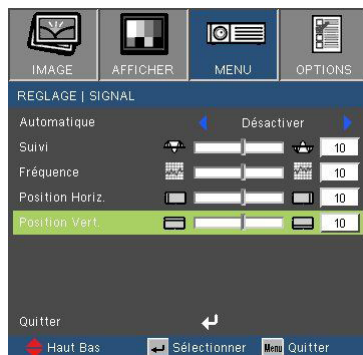 IMAGE AFFICHER MENU OPTIONS
REGLAGE | SIGNAL
Automatique Désactiver
Suivi 10
Fréquence 10
Position Horiz. 10
Position Vert. 10
Quitter
Haut Bas Sélectionner Menu Quitter